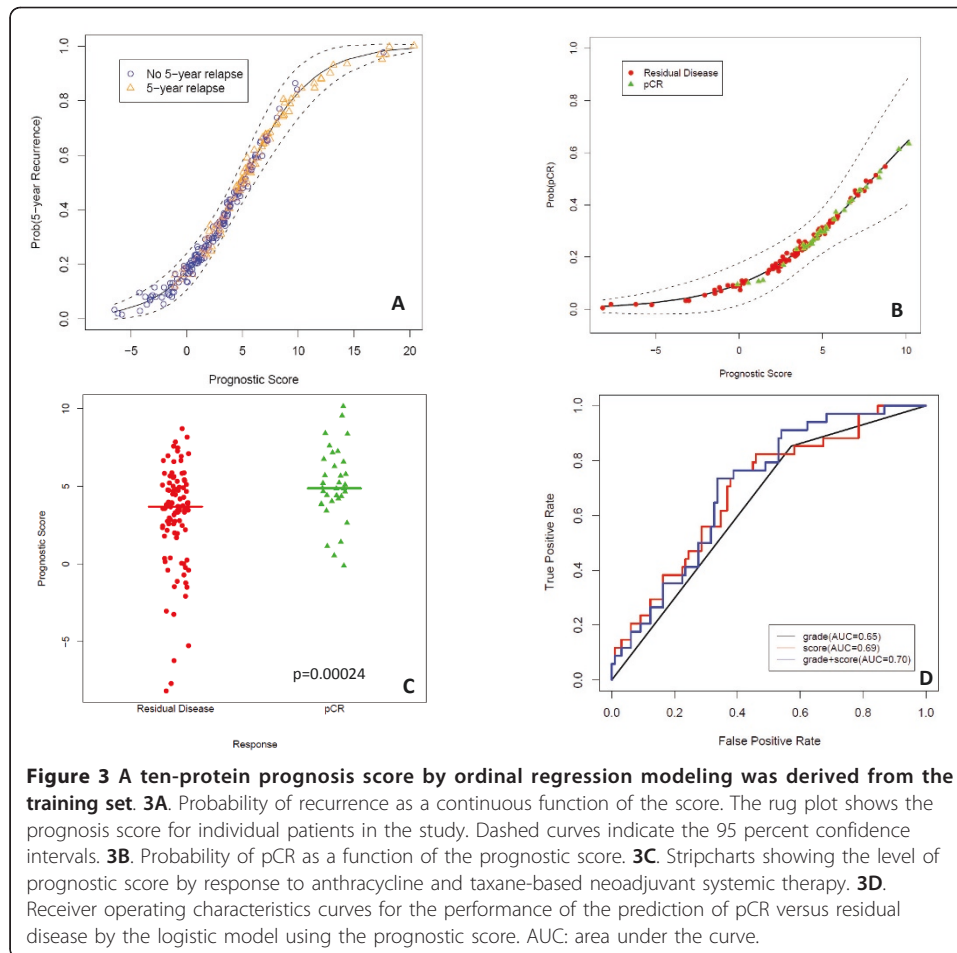 Prob(5-year Recurrence)
1.0
0.8
0.6
0.4
0.2
0.0
No 5-year relapse
5-year relapse
A
−5 0 5 10 15 20
Prognostic Score
Prob(pCR)
1.0
0.8
0.6
0.4
0.2
0.0
Residual Disease
pCR
B
−5 0 5 10
Prognostic Score
Prognostic Score
10
5
0
−5
p=0.00024
C
Residual Disease pCR
Response
True Positive Rate
1.0
0.8
0.6
0.4
0.2
0.0
grade(AUC=0.65)
score(AUC=0.69)
grade+score(AUC=0.70)
D
0.0 0.2 0.4 0.6 0.8 1.0
False Positive Rate
Figure 3 A ten-protein prognosis score by ordinal regression modeling was derived from the
training set. 3A. Probability of recurrence as a continuous function of the score. The rug plot shows the
prognosis score for individual patients in the study. Dashed curves indicate the 95 percent confidence
intervals. 3B. Probability of pCR as a function of the prognostic score. 3C. Stripcharts showing the level of
prognostic score by response to anthracycline and taxane-based neoadjuvant systemic therapy. 3D.
Receiver operating characteristics curves for the performance of the prediction of pCR versus residual
disease by the logistic model using the prognostic score. AUC: area under the curve.